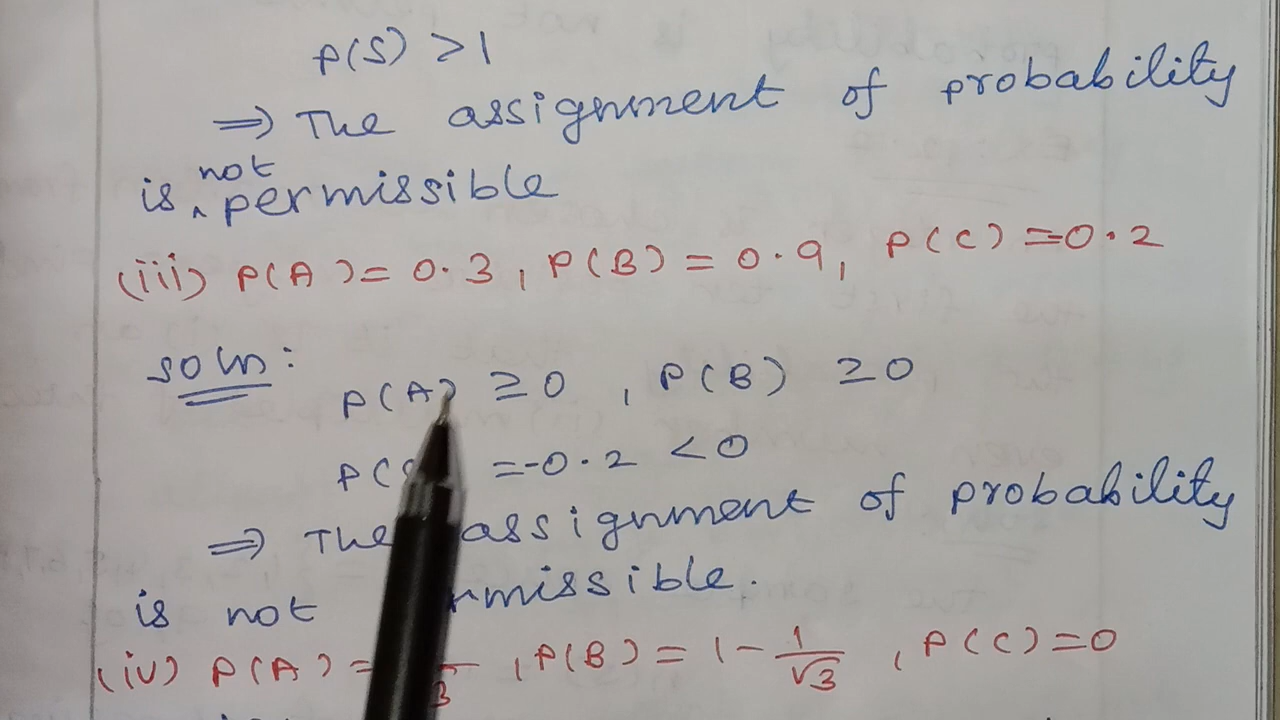 P(S) > 1
⇒ The assignment of probability
not
is ‸ permissible
(iii) P(A) = 0.3, P(B) = 0.9, P(C) = -0.2
Soln:
P(A) ≥ 0, P(B) ≥ 0
= -0.2 < 0
⇒ The assignment of probability
is not
(iv) P(A) = , P(B) = 1 - 1/√3, P(C) = 0